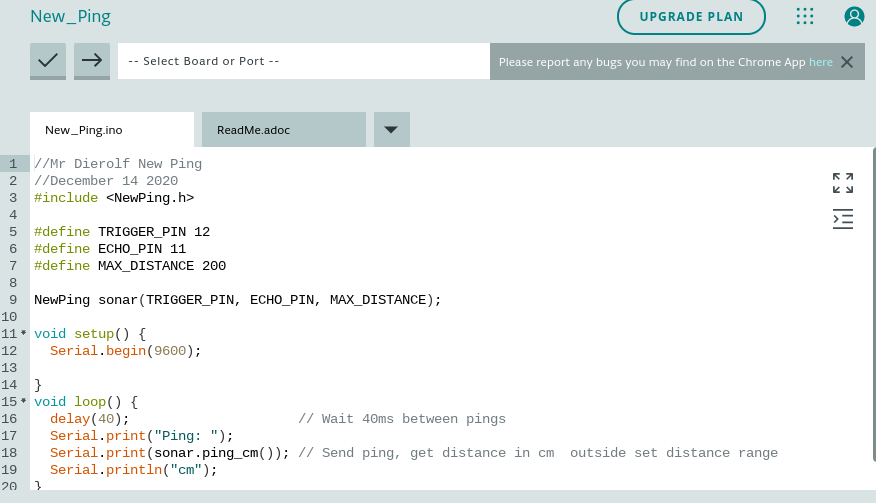 New_Ping
UPGRADE PLAN
-- Select Board or Port --
Please report any bugs you may find on the Chrome App here
New_Ping.ino
ReadMe.adoc
1 //Mr Dierolf New Ping
2 //December 14 2020
3 #include <NewPing.h>
4
5 #define TRIGGER_PIN 12
6 #define ECHO_PIN 11
7 #define MAX_DISTANCE 200
8
9 NewPing sonar(TRIGGER_PIN, ECHO_PIN, MAX_DISTANCE);
10
11 void setup() {
12   Serial.begin(9600);
13
14 }
15 void loop() {
16   delay(40);                     // Wait 40ms between pings
17   Serial.print("Ping: ");
18   Serial.print(sonar.ping_cm()); // Send ping, get distance in cm  outside set distance range
19   Serial.println("cm");
20 }